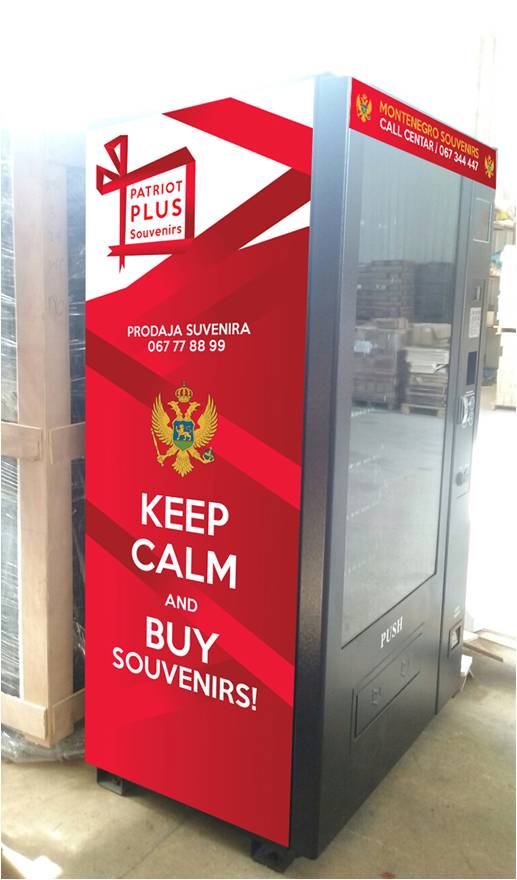 PATRIOT
PLUS
Souvenirs
PRODAJA SUVENIRA
067 77 88 99
KEEP
CALM
AND
BUY
SOUVENIRS!
MONTENEGRO SOUVENIRS
CALL CENTAR / 067 344 447
PUSH